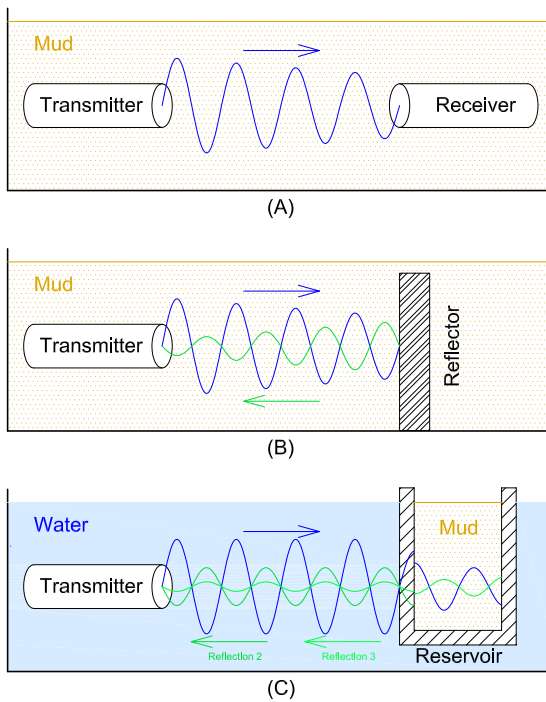 Mud
Transmitter
Receiver
(A)
Mud
Transmitter
Reflector
(B)
Water
Mud
Transmitter
Reflection 2
Reflection 3
Reservoir
(C)